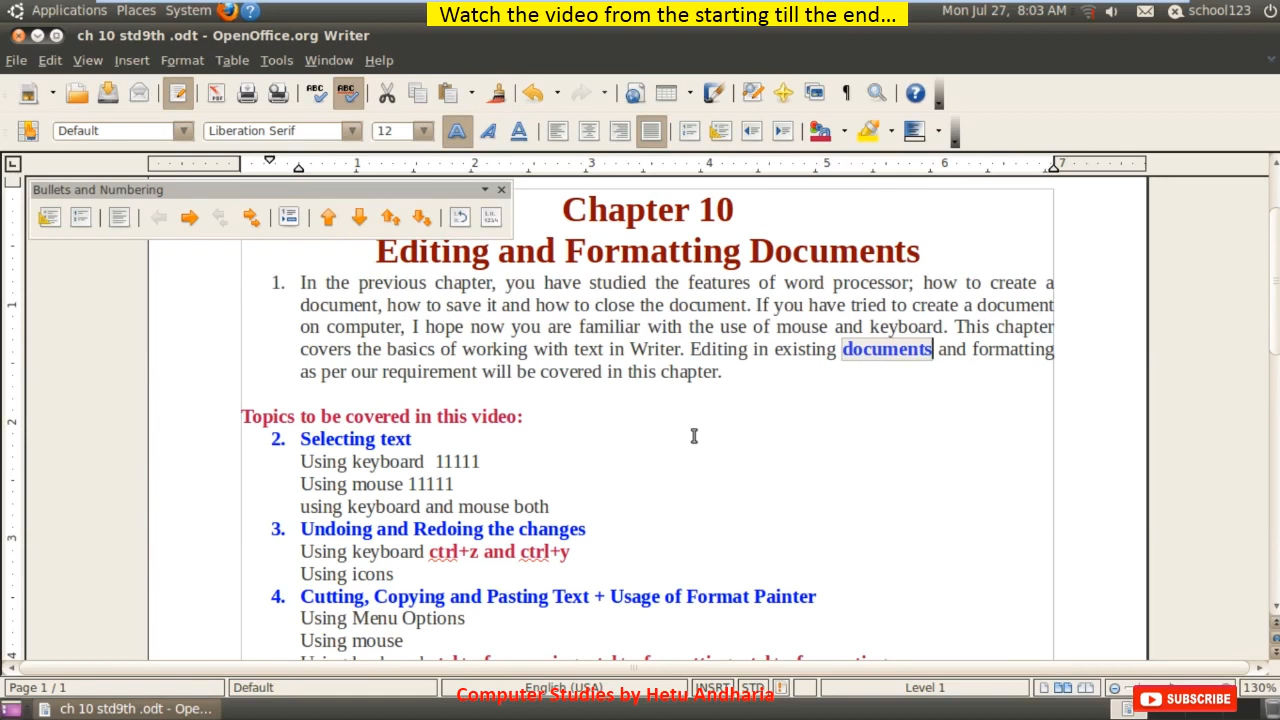 Applications Places System Mon Jul 27, 8:03 AM school123
Watch the video from the starting till the end...
ch 10 std9th .odt - OpenOffice.org Writer
File Edit View Insert Format Table Tools Window Help
Default Liberation Serif 12
1 2 3 4 5 6 7
Bullets and Numbering
Chapter 10
Editing and Formatting Documents
1. In the previous chapter, you have studied the features of word processor; how to create a
document, how to save it and how to close the document. If you have tried to create a document
on computer, I hope now you are familiar with the use of mouse and keyboard. This chapter
covers the basics of working with text in Writer. Editing in existing documents and formatting
as per our requirement will be covered in this chapter.
Topics to be covered in this video:
2. Selecting text
Using keyboard 11111
Using mouse 11111
using keyboard and mouse both
3. Undoing and Redoing the changes
Using keyboard ctrl+z and ctrl+y
Using icons
4. Cutting, Copying and Pasting Text + Usage of Format Painter
Using Menu Options
Using mouse
Page 1 / 1 Default English (USA) INSRT STD Level 1 130%
Computer Studies by Hetu Andharia
SUBSCRIBE
ch 10 std9th .odt - Op...